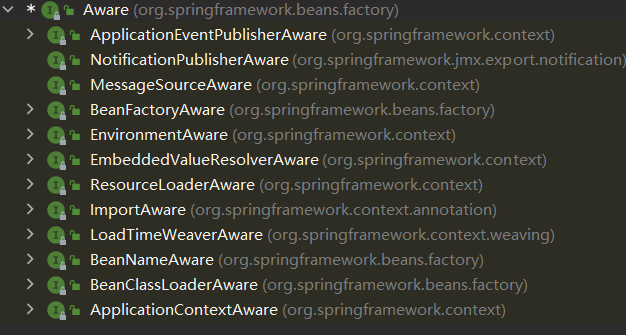 * Aware (org.springframework.beans.factory)
ApplicationEventPublisherAware (org.springframework.context)
NotificationPublisherAware (org.springframework.jmx.export.notification)
MessageSourceAware (org.springframework.context)
BeanFactoryAware (org.springframework.beans.factory)
EnvironmentAware (org.springframework.context)
EmbeddedValueResolverAware (org.springframework.context)
ResourceLoaderAware (org.springframework.context)
ImportAware (org.springframework.context.annotation)
LoadTimeWeaverAware (org.springframework.context.weaving)
BeanNameAware (org.springframework.beans.factory)
BeanClassLoaderAware (org.springframework.beans.factory)
ApplicationContextAware (org.springframework.context)